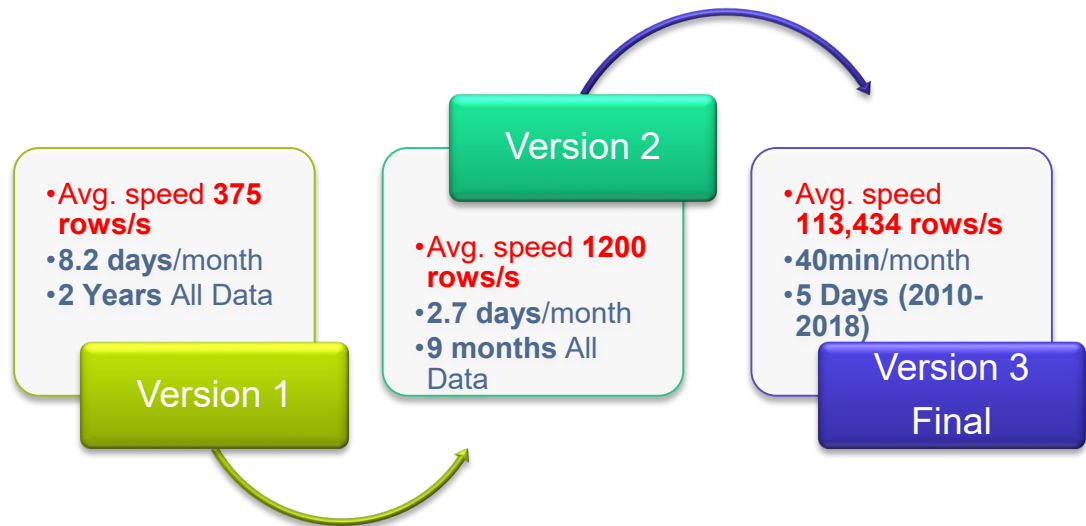 •Avg. speed 375
rows/s
•8.2 days/month
•2 Years All Data
Version 1
Version 2
•Avg. speed 1200
rows/s
•2.7 days/month
•9 months All
Data
•Avg. speed
113,434 rows/s
•40min/month
•5 Days (2010-
2018)
Version 3
Final